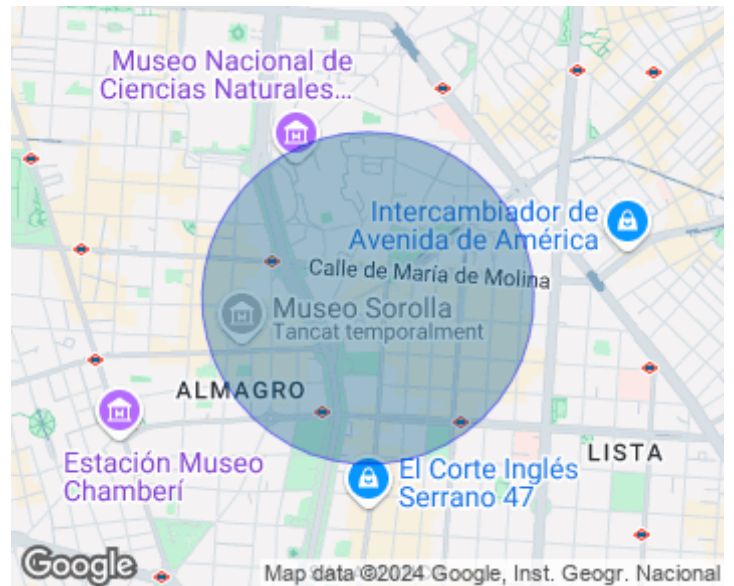 Museo Nacional de
Ciencias Naturales...
Intercambiador de
Avenida de América
Calle de María de Molina
Museo Sorolla
Tancat temporalment
ALMAGRO
Estación Museo
Chamberí
El Corte Inglés
Serrano 47
LISTA
Google
Map data ©2024 Google, Inst. Geogr. Nacional